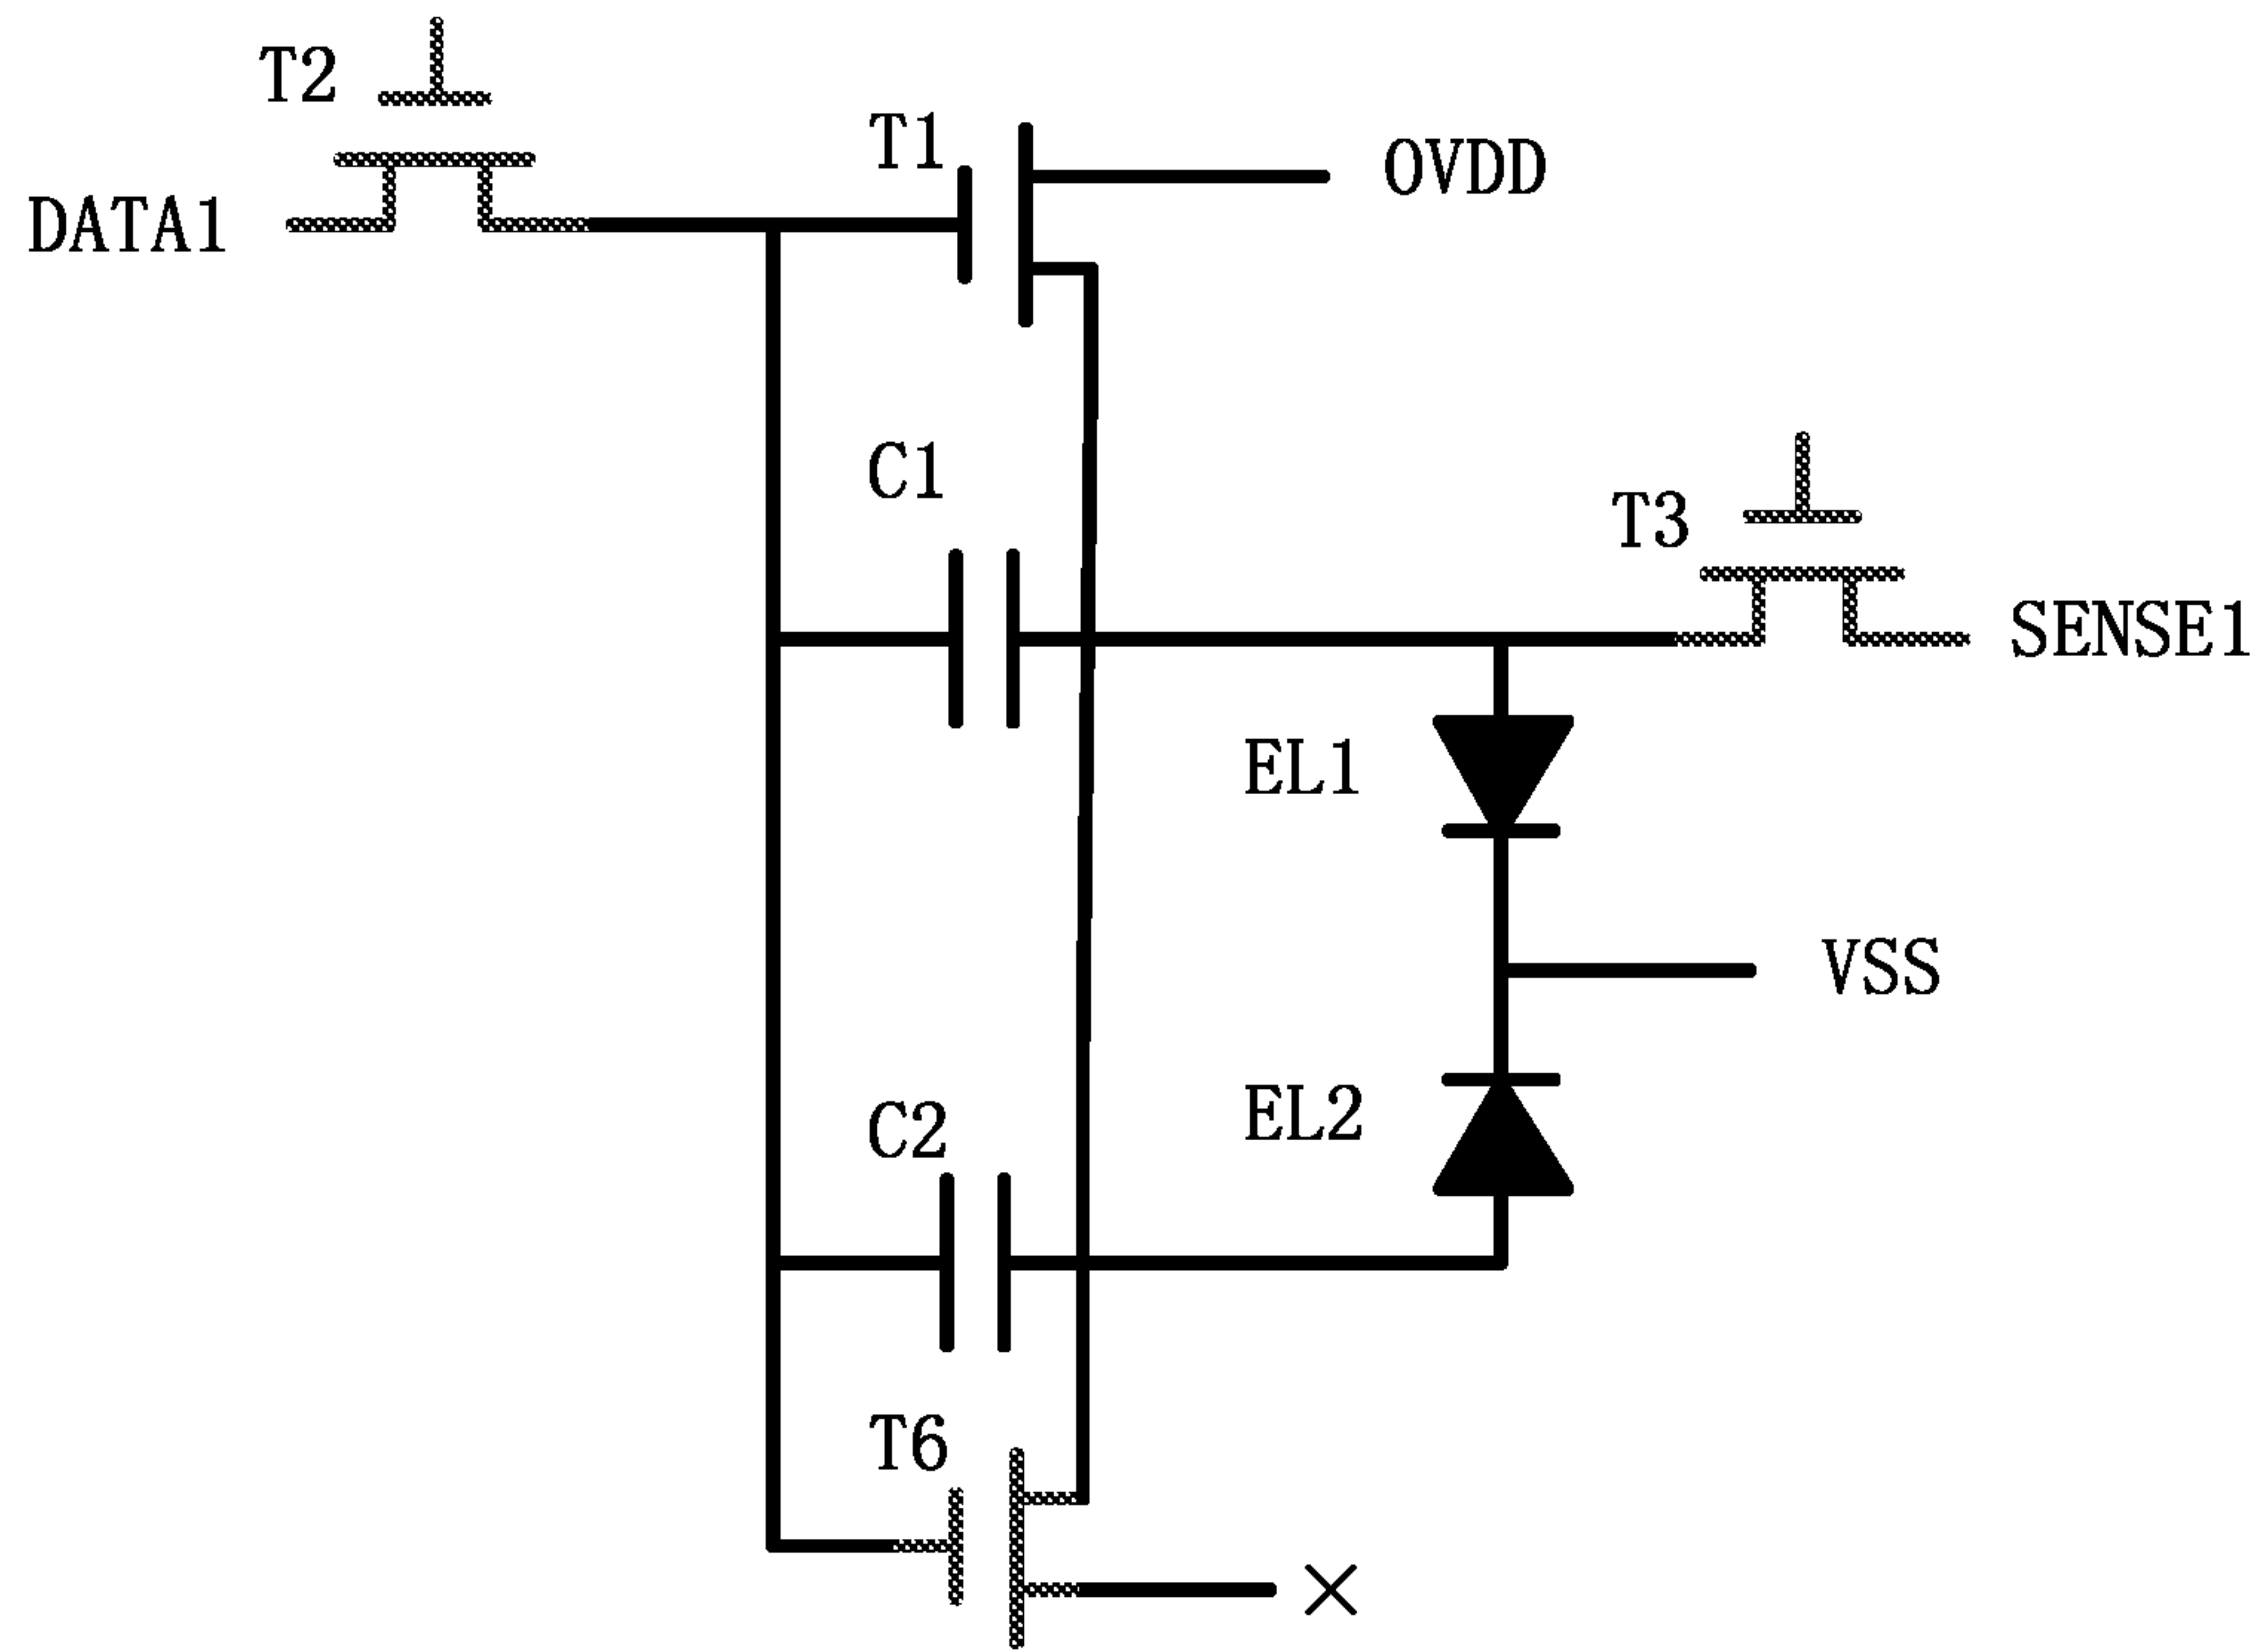 T2
T1
OVDD
DATA1
C1
T3
SENSE1
EL1
VSS
EL2
C2
T6
×